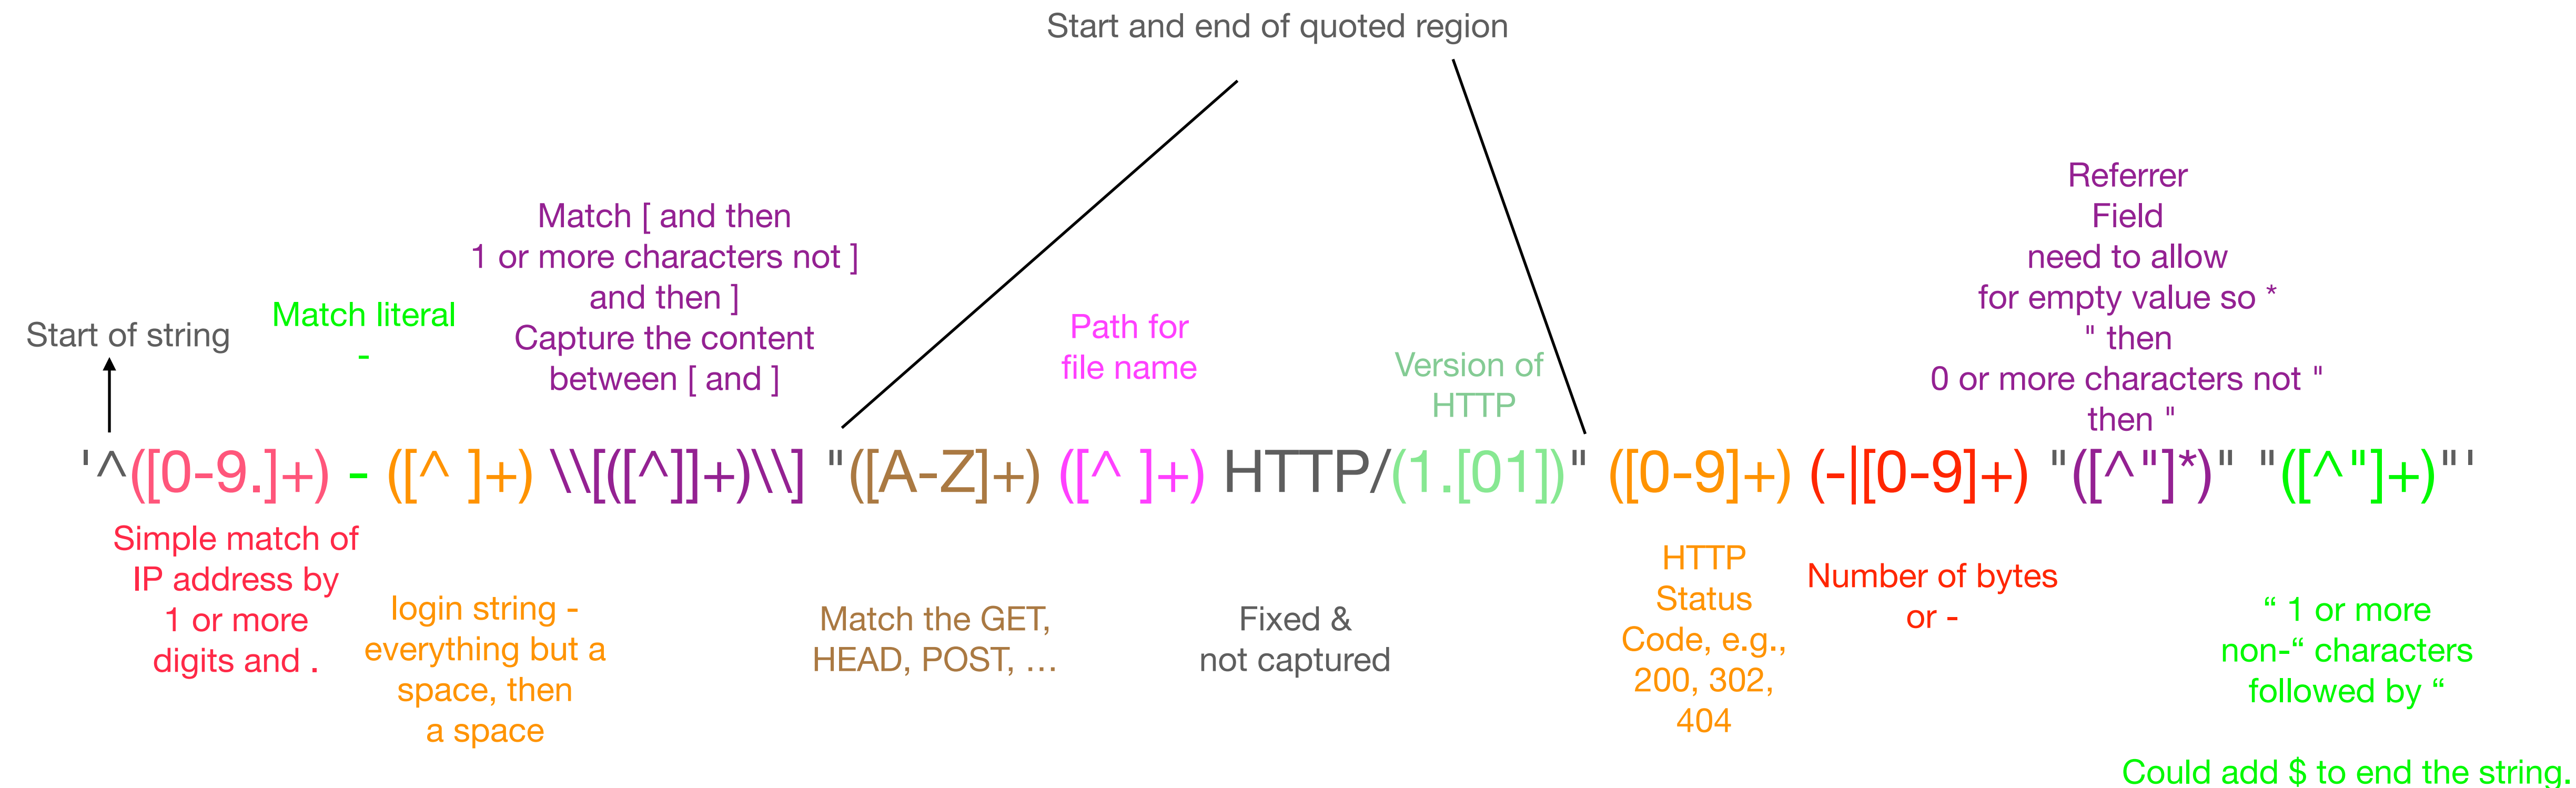 Start and end of quoted region
Start of string
Match literal
-
Match [ and then
1 or more characters not ]
and then ]
Capture the content
between [ and ]
Path for
file name
Version of
HTTP
Referrer
Field
need to allow
for empty value so *
" then
0 or more characters not "
then "
'^([0-9.]+) - ([^ ]+) \\[([^]]+)\\] "([A-Z]+) ([^ ]+) HTTP/(1.[01])" ([0-9]+) (-|[0-9]+) "([^"]*)" "([^"]+)"'
Simple match of
IP address by
1 or more
digits and .
login string -
everything but a
space, then
a space
Match the GET,
HEAD, POST, …
Fixed &
not captured
HTTP
Status
Code, e.g.,
200, 302,
404
Number of bytes
or -
“ 1 or more
non-“ characters
followed by “
Could add $ to end the string.